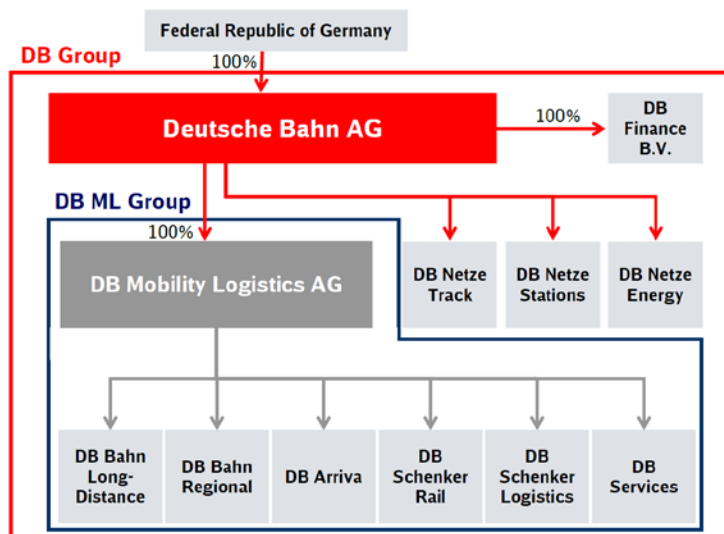 Federal Republic of Germany
DB Group
100%
Deutsche Bahn AG
100%
DB
Finance
B.V.
DB ML Group
100%
DB Mobility Logistics AG
DB Netze
Track
DB Netze
Stations
DB Netze
Energy
DB Bahn
Long-
Distance
DB Bahn
Regional
DB Arriva
DB
Schenker
Rail
DB
Schenker
Logistics
DB
Services